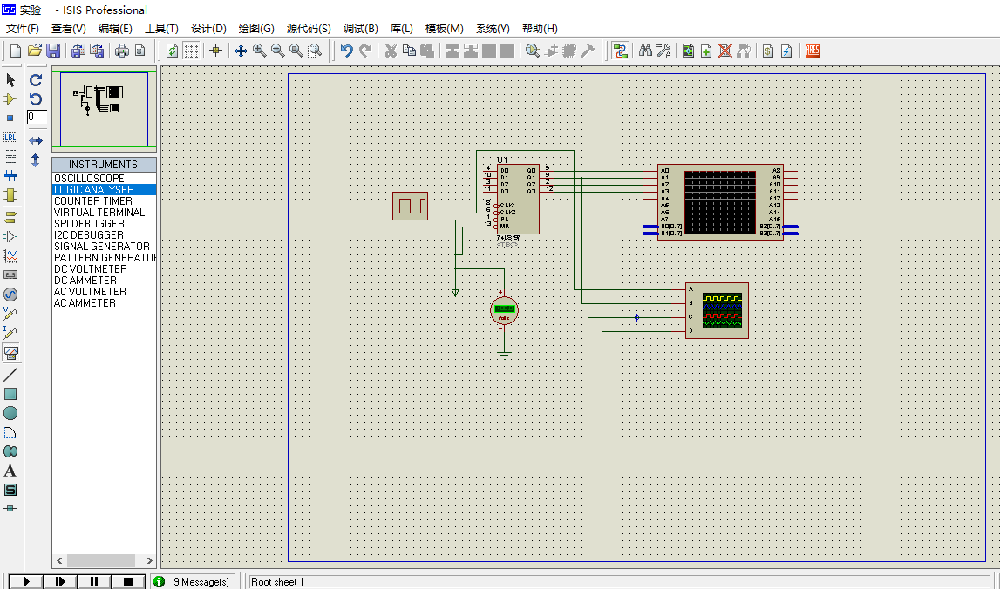 ISIS 实验一 - ISIS Professional
文件(F) 查看(V) 编辑(E) 工具(T) 设计(D) 绘图(G) 源代码(S) 调试(B) 库(L) 模板(M) 系统(Y) 帮助(H)
ARES
LBL
0
INSTRUMENTS
OSCILLOSCOPE
LOGIC ANALYSER
COUNTER TIMER
VIRTUAL TERMINAL
SPI DEBUGGER
I2C DEBUGGER
SIGNAL GENERATOR
PATTERN GENERATOR
DC VOLTMETER
DC AMMETER
AC VOLTMETER
AC AMMETER
A
S
U1
4 D0 Q0 5
10 D1 Q1 9
3 D2 Q2 2
11 D3 Q3 12
8 CLK1
6 CLK2
1 PL
13 MR
74LS197
<TEXT>
A0 A8
A1 A9
A2 A10
A3 A11
A4 A12
A5 A13
A6 A14
A7 A15
B0[0..7] B2[0..7]
B1[0..7] B3[0..7]
A
B
C
D
+
Volts
-
9 Message(s)
Root sheet 1